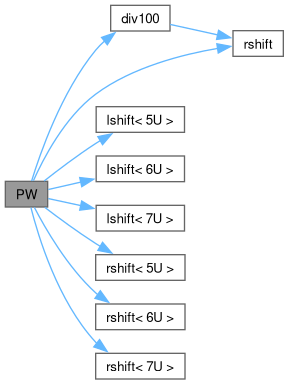 div100
rshift
lshift< 5U >
lshift< 6U >
PW
lshift< 7U >
rshift< 5U >
rshift< 6U >
rshift< 7U >